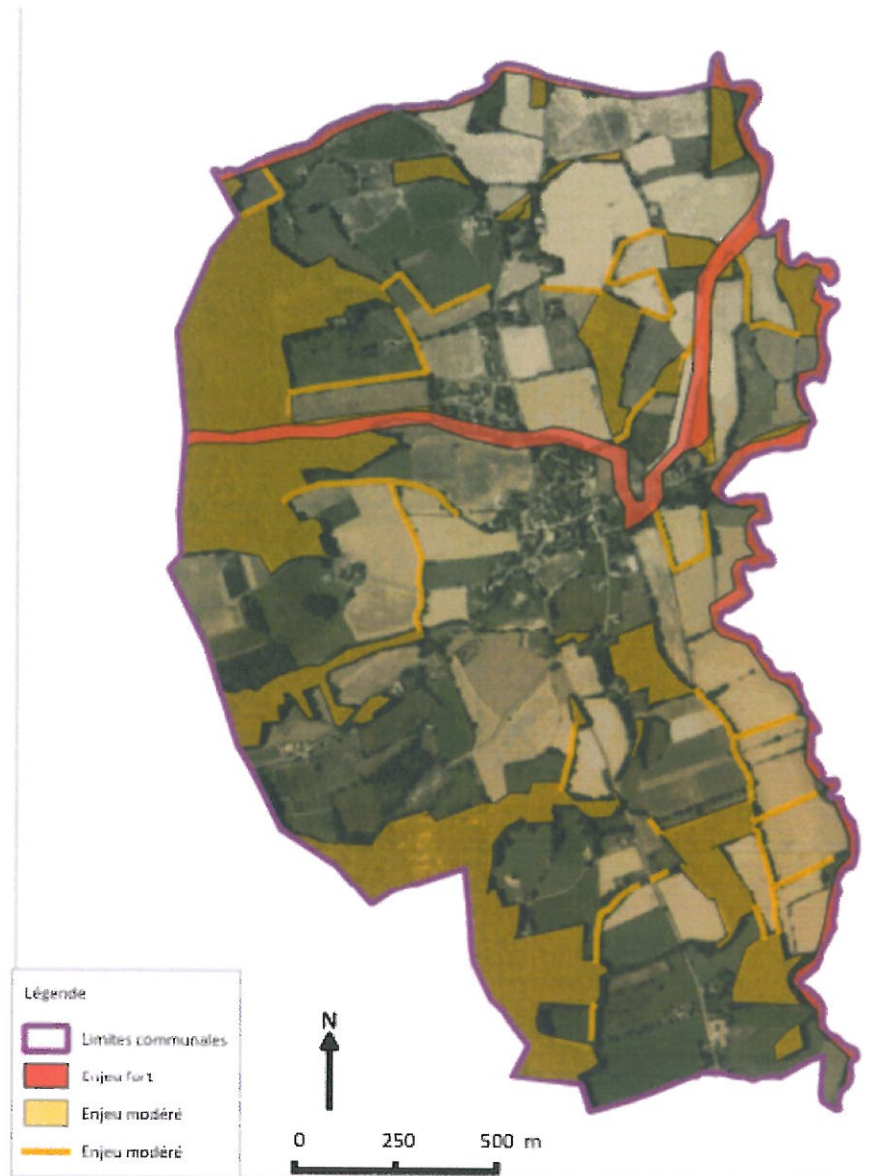 Légende
Limites communales
Enjeu fort
Enjeu modéré
Enjeu modéré
N
0 250 500 m